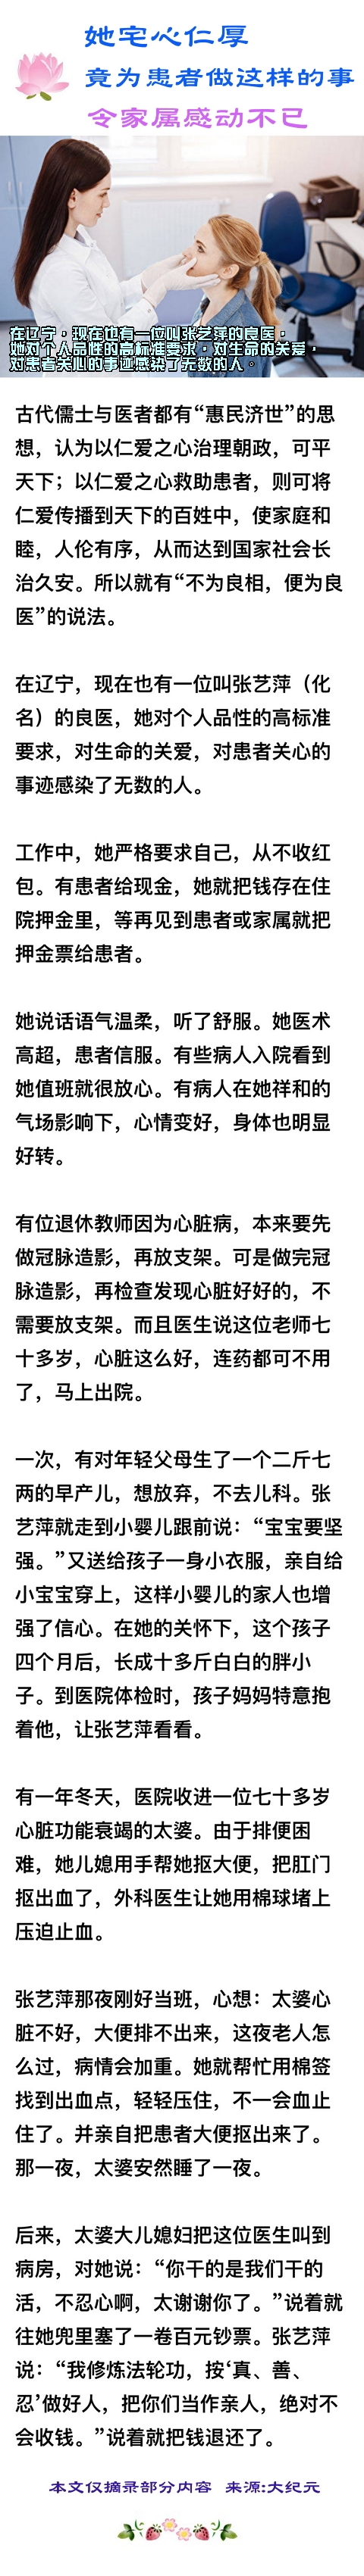 她宅心仁厚
竟为患者做这样的事
令家属感动不已
在辽宁，现在也有一位叫张艺萍的良医，
她对个人品性的高标准要求，对生命的关爱，
对患者关心的事迹感染了无数的人。
古代儒士与医者都有“惠民济世”的思
想，认为以仁爱之心治理朝政，可平
天下；以仁爱之心救助患者，则可将
仁爱传播到天下的百姓中，使家庭和
睦，人伦有序，从而达到国家社会长
治久安。所以就有“不为良相，便为良
医”的说法。
在辽宁，现在也有一位叫张艺萍（化
名）的良医，她对个人品性的高标准
要求，对生命的关爱，对患者关心的
事迹感染了无数的人。
工作中，她严格要求自己，从不收红
包。有患者给现金，她就把钱存在住
院押金里，等再见到患者或家属就把
押金票给患者。
她说话语气温柔，听了舒服。她医术
高超，患者信服。有些病人入院看到
她值班就很放心。有病人在她祥和的
气场影响下，心情变好，身体也明显
好转。
有位退休教师因为心脏病，本来要先
做冠脉造影，再放支架。可是做完冠
脉造影，再检查发现心脏好好的，不
需要放支架。而且医生说这位老师七
十多岁，心脏这么好，连药都可不用
了，马上出院。
一次，有对年轻父母生了一个二斤七
两的早产儿，想放弃，不去儿科。张
艺萍就走到小婴儿跟前说：“宝宝要坚
强。”又送给孩子一身小衣服，亲自给
小宝宝穿上，这样小婴儿的家人也增
强了信心。在她的关怀下，这个孩子
四个月后，长成十多斤白白的胖小
子。到医院体检时，孩子妈妈特意抱
着他，让张艺萍看看。
有一年冬天，医院收进一位七十多岁
心脏功能衰竭的太婆。由于排便困
难，她儿媳用手帮她抠大便，把肛门
抠出血了，外科医生让她用棉球堵上
压迫止血。
张艺萍那夜刚好当班，心想：太婆心
脏不好，大便排不出来，这夜老人怎
么过，病情会加重。她就帮忙用棉签
找到出血点，轻轻压住，不一会血止
住了。并亲自把患者大便抠出来了。
那一夜，太婆安然睡了一夜。
后来，太婆大儿媳妇把这位医生叫到
病房，对她说：“你干的是我们干的
活，不忍心啊，太谢谢你了。”说着就
往她兜里塞了一卷百元钞票。张艺萍
说：“我修炼法轮功，按‘真、善、
忍’做好人，把你们当作亲人，绝对不
会收钱。”说着就把钱退还了。
本文仅摘录部分内容 来源:大纪元